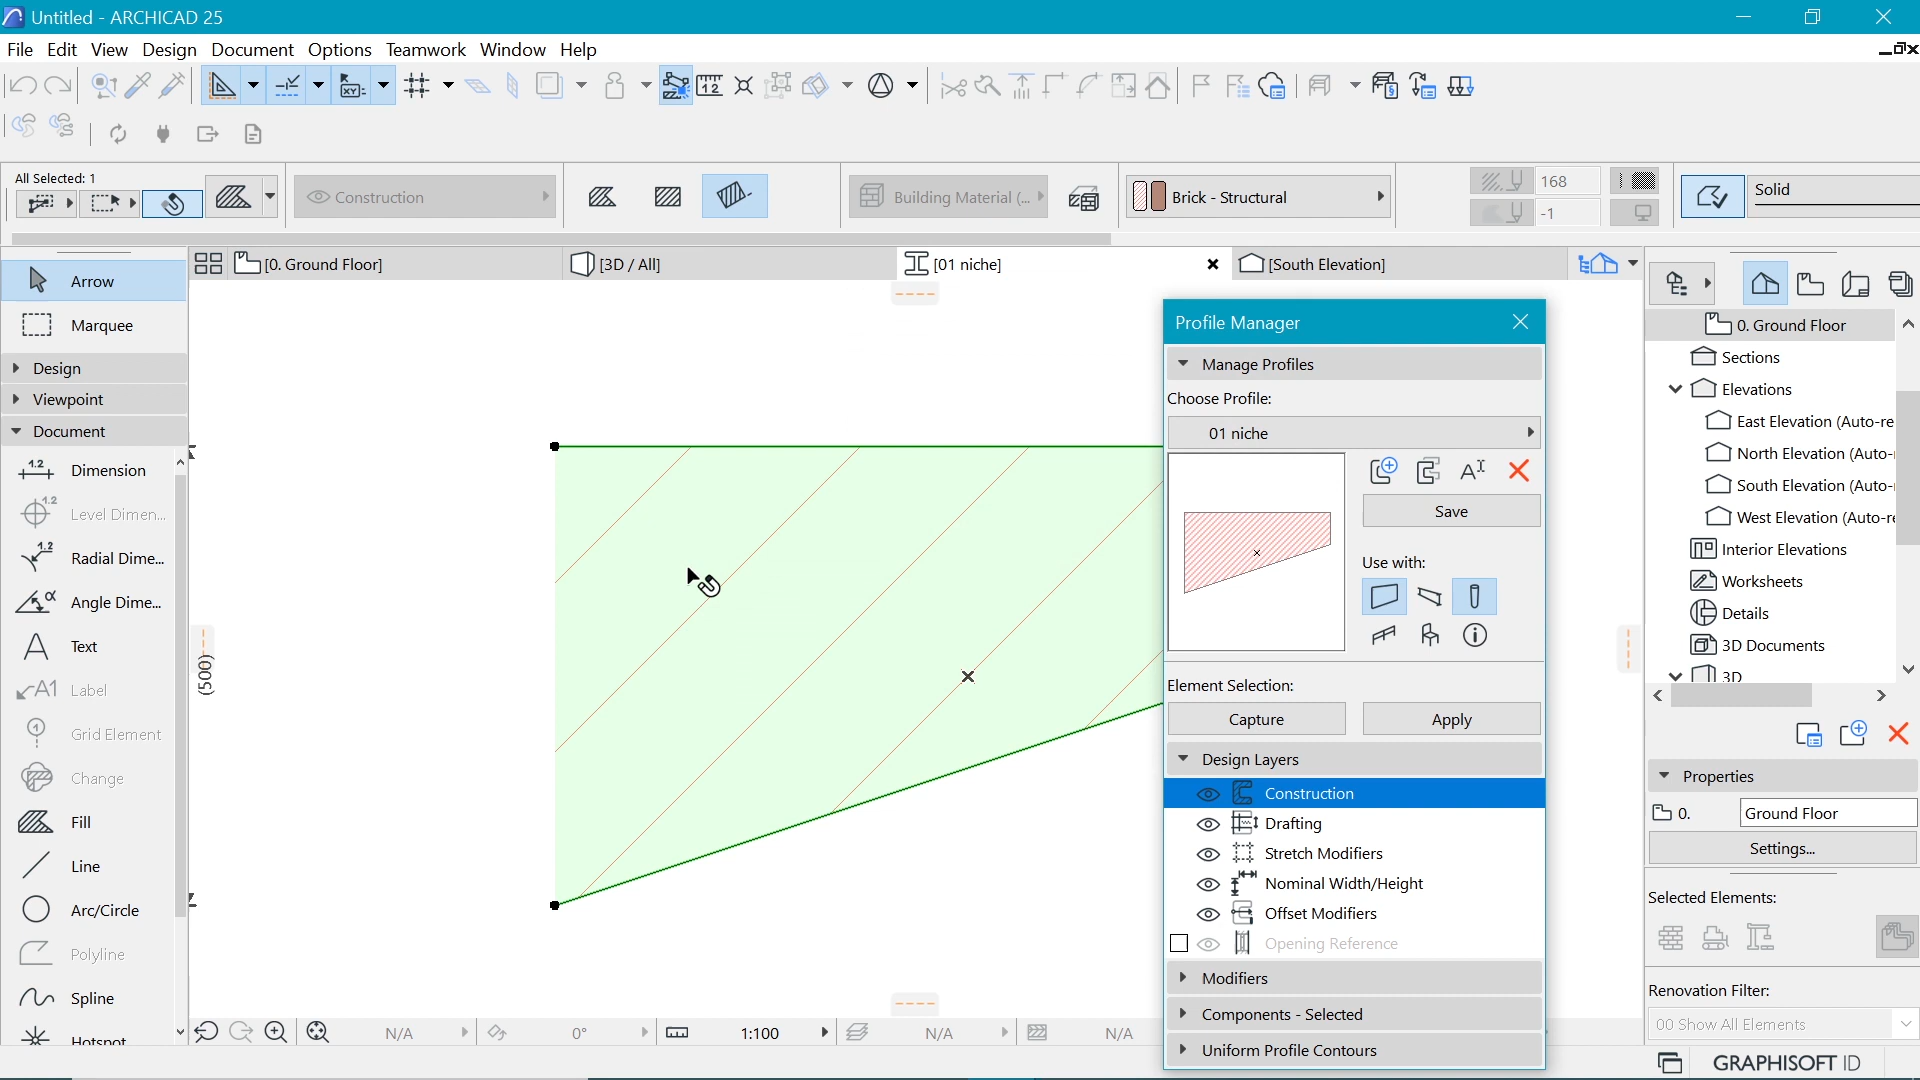 Untitled - ARCHICAD 25
File Edit View Design Document Options Teamwork Window Help
All Selected: 1
Construction
Building Material (...
Brick - Structural
168
-1
Solid
Arrow
Marquee
Design
Viewpoint
Document
Dimension
Level Dimen...
Radial Dime...
Angle Dime...
Text
Label
Grid Element
Change
Fill
Line
Arc/Circle
Polyline
Spline
Hotspot
[0. Ground Floor]
[3D / All]
[01 niche]
[South Elevation]
(500)
Profile Manager
Manage Profiles
Choose Profile:
01 niche
Save
Use with:
Element Selection:
Capture
Apply
Design Layers
Construction
Drafting
Stretch Modifiers
Nominal Width/Height
Offset Modifiers
Opening Reference
Modifiers
Components - Selected
Uniform Profile Contours
0. Ground Floor
Sections
Elevations
East Elevation (Auto-re
North Elevation (Auto-
South Elevation (Auto-
West Elevation (Auto-re
Interior Elevations
Worksheets
Details
3D Documents
3D
Properties
0.
Ground Floor
Settings...
Selected Elements:
Renovation Filter:
00 Show All Elements
N/A
0°
1:100
N/A
N/A
GRAPHISOFT ID